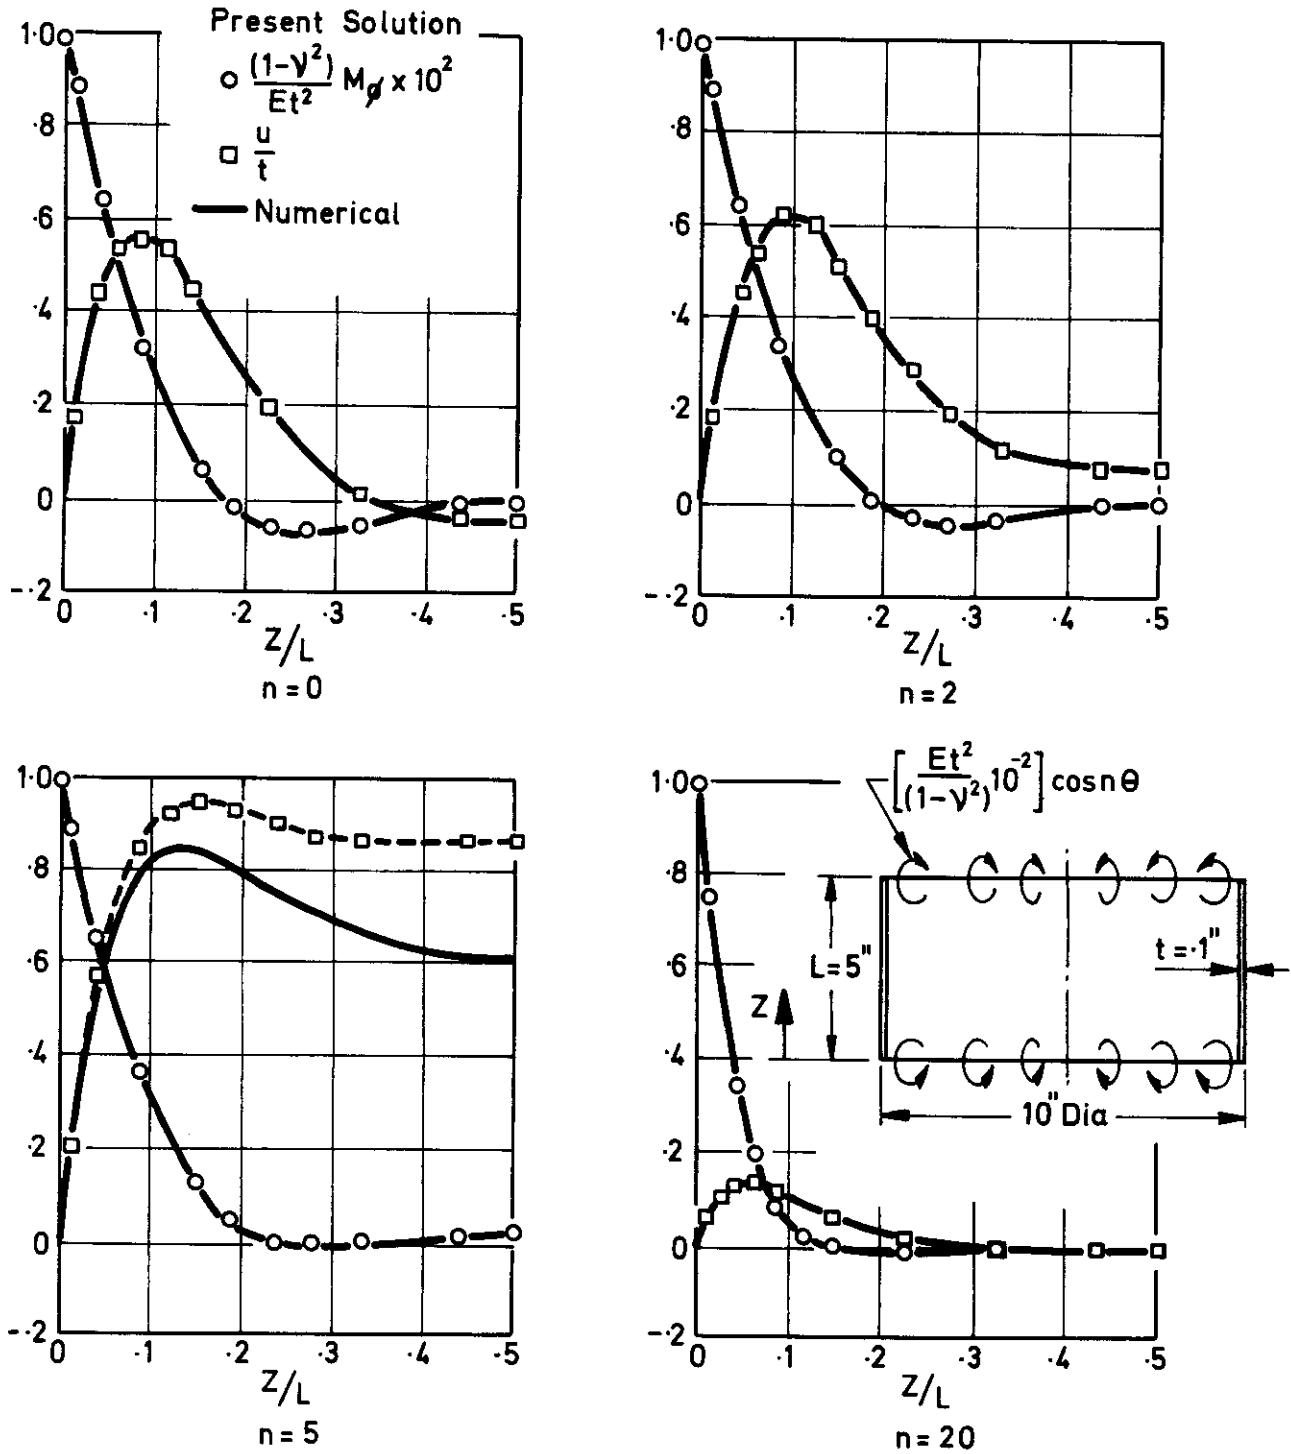 Present Solution
○ (1-ν²)/Et² Mφ x 10²
□ u/t
Numerical
1·0
·8
·6
·4
·2
0
-·2
0 ·1 ·2 ·3 ·4 ·5
Z/L
n = 0
1·0
·8
·6
·4
·2
0
-·2
0 ·1 ·2 ·3 ·4 ·5
Z/L
n = 2
1·0
·8
·6
·4
·2
0
-·2
0 ·1 ·2 ·3 ·4 ·5
Z/L
n = 5
[Et²/(1-ν²) 10⁻²] cosnθ
1·0
·8
·6
·4
·2
0
-·2
L=5"
t=·1"
Z
10" Dia
0 ·1 ·2 ·3 ·4 ·5
Z/L
n = 20